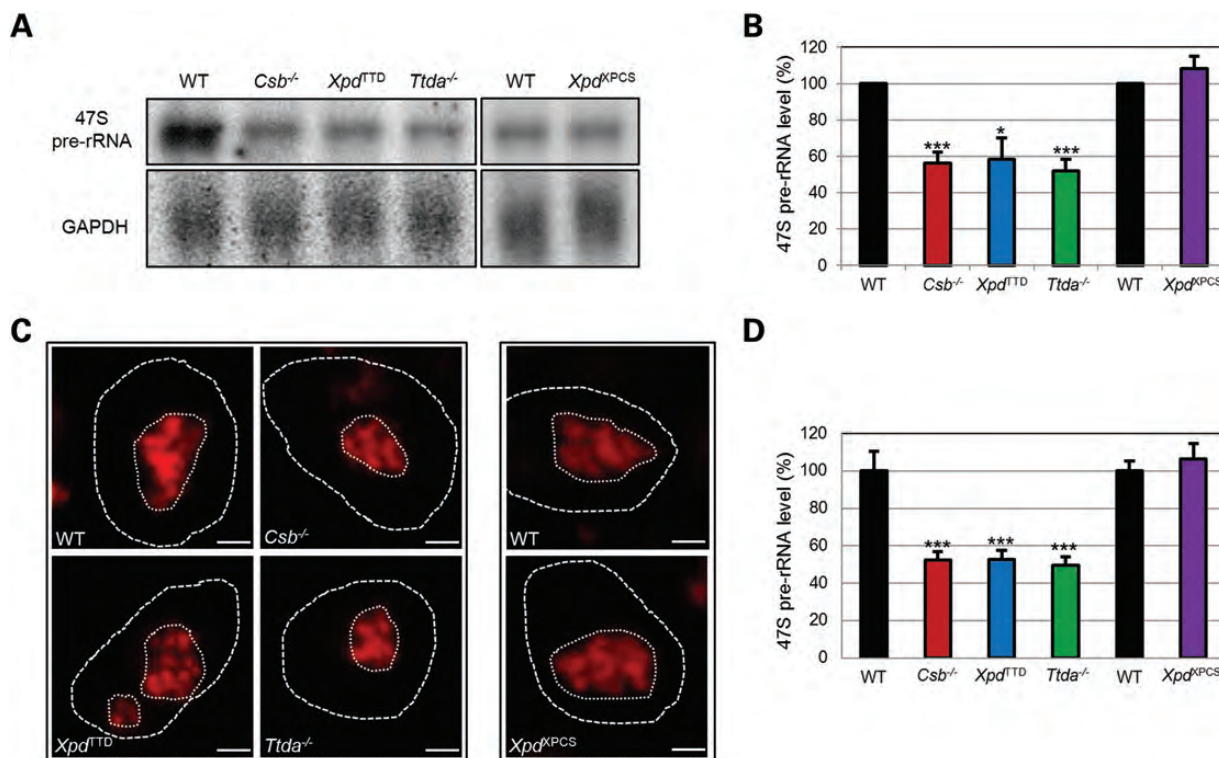 A
WT Csb-/- XpdTTD Ttda-/- WT XpdXPCS
47S
pre-rRNA
GAPDH
B
47S pre-rRNA level (%)
120
100
80
60
40
20
0
*** * ***
WT Csb-/- XpdTTD Ttda-/- WT XpdXPCS
C
WT Csb-/- WT
XpdTTD Ttda-/- XpdXPCS
D
47S pre-rRNA level (%)
120
100
80
60
40
20
0
*** *** ***
WT Csb-/- XpdTTD Ttda-/- WT XpdXPCS